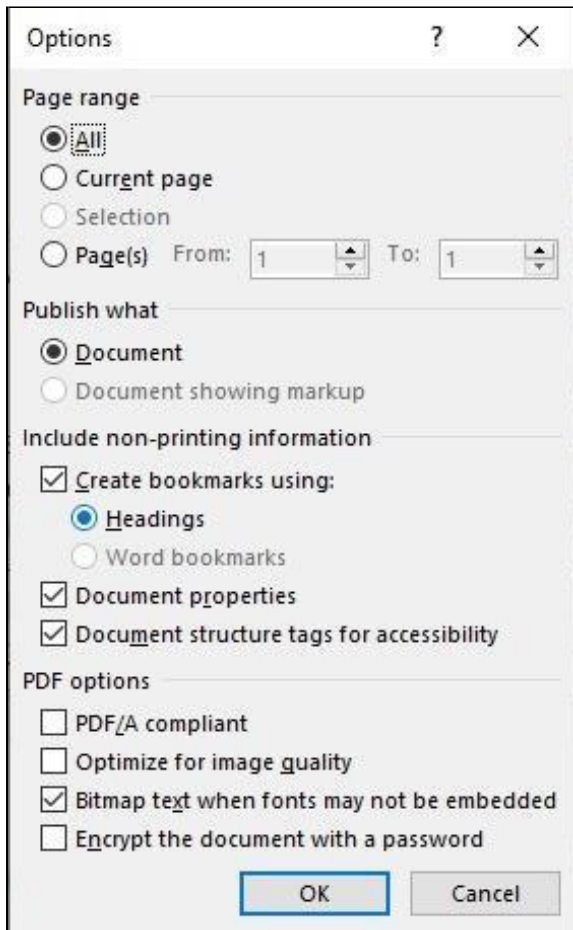 Options ?
Page range
All
Current page
Selection
Page(s) From: 1 To: 1
Publish what
Document
Document showing markup
Include non-printing information
Create bookmarks using:
Headings
Word bookmarks
Document properties
Document structure tags for accessibility
PDF options
PDF/A compliant
Optimize for image quality
Bitmap text when fonts may not be embedded
Encrypt the document with a password
OK Cancel